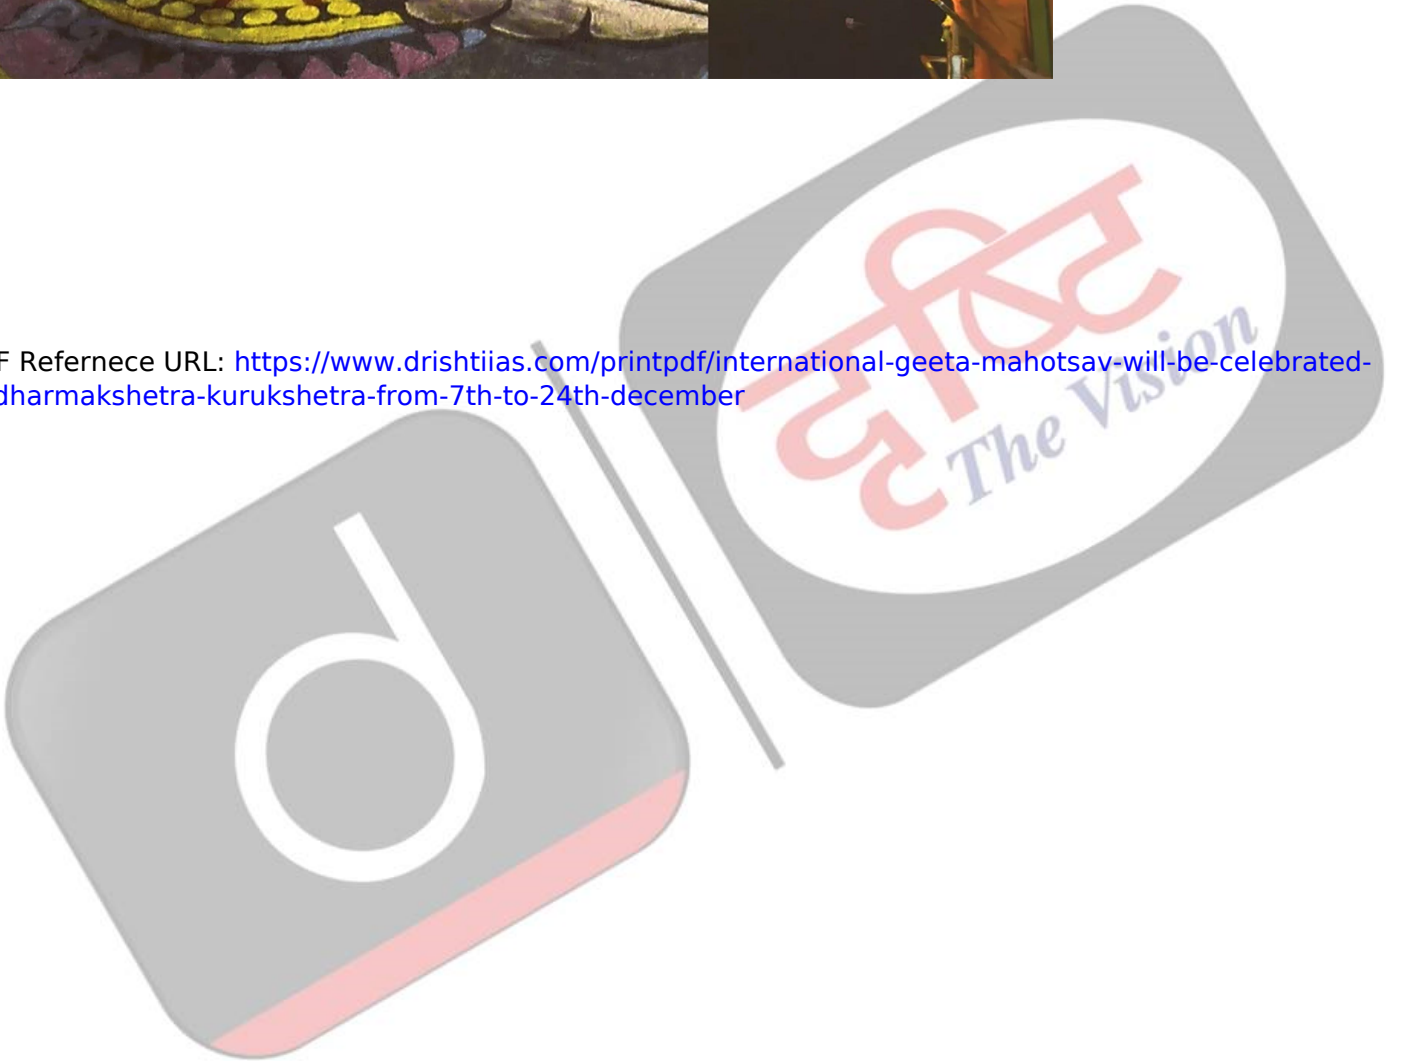 दृष्टि
The Vision
F Refernece URL: https://www.drishtiias.com/printpdf/international-geeta-mahotsav-will-be-celebrated-
dharmakshetra-kurukshetra-from-7th-to-24th-december
d